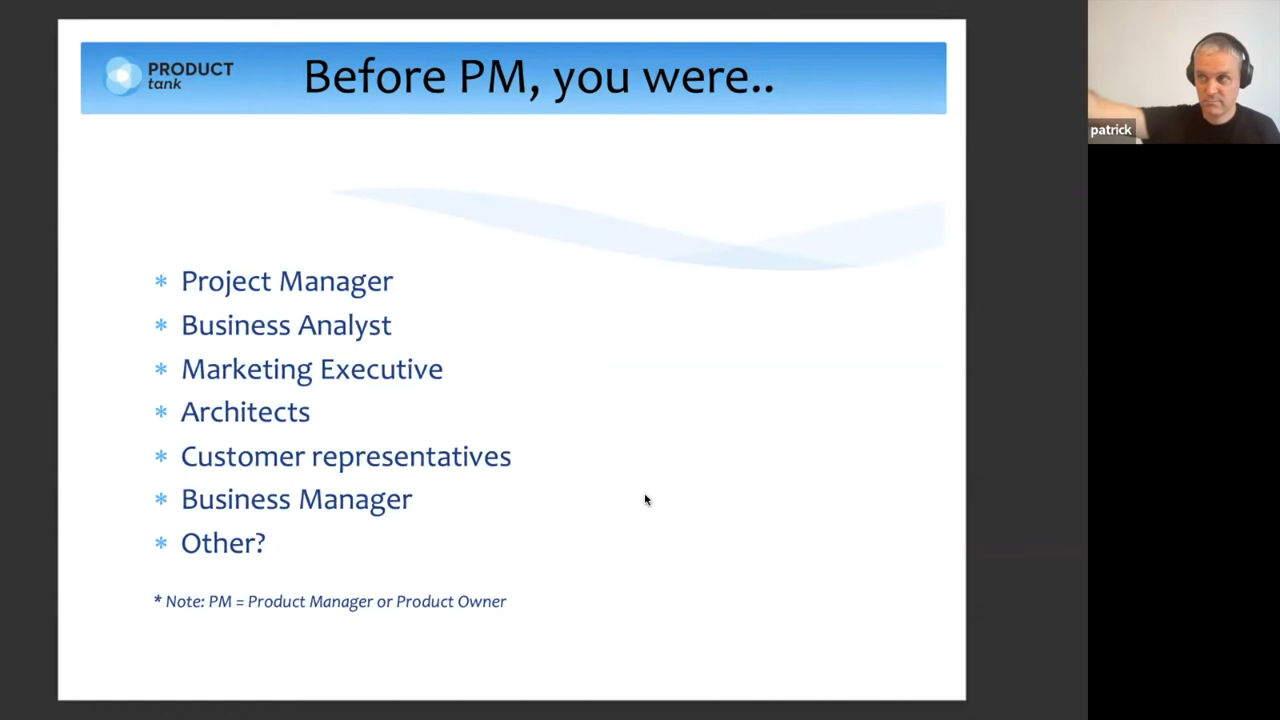 PRODUCT
tank
Before PM, you were..
patrick
* Project Manager
* Business Analyst
* Marketing Executive
* Architects
* Customer representatives
* Business Manager
* Other?
* Note: PM = Product Manager or Product Owner